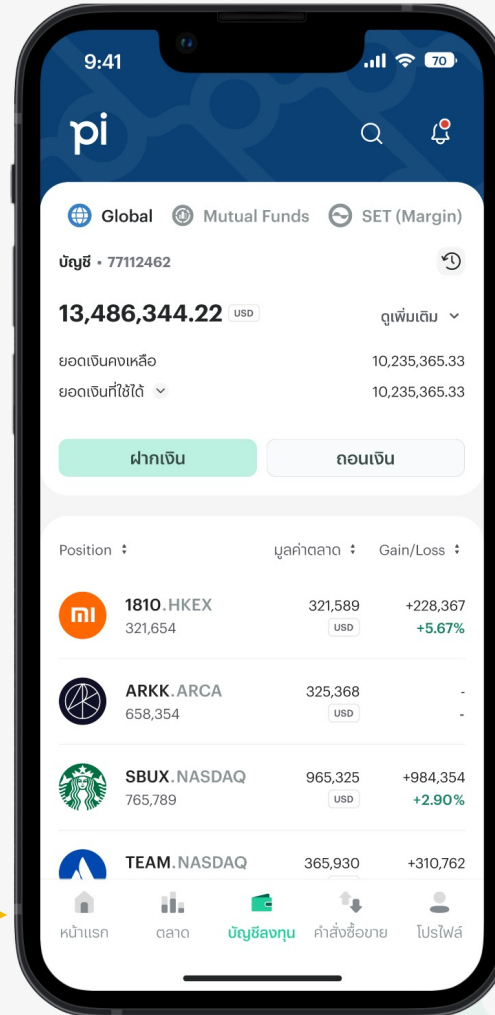 9:41 70
pi
Global Mutual Funds SET (Margin)
บัญชี • 77112462
13,486,344.22 USD ดูเพิ่มเติม
ยอดเงินคงเหลือ 10,235,365.33
ยอดเงินที่ใช้ได้ 10,235,365.33
ฝากเงิน ถอนเงิน
Position มูลค่าตลาด Gain/Loss
1810.HKEX 321,589 +228,367
321,654 USD +5.67%
ARKK.ARCA 325,368 -
658,354 USD -
SBUX.NASDAQ 965,325 +984,354
765,789 USD +2.90%
TEAM.NASDAQ 365,930 +310,762
หน้าแรก ตลาด บัญชีลงทุน คำสั่งซื้อขาย โปรไฟล์